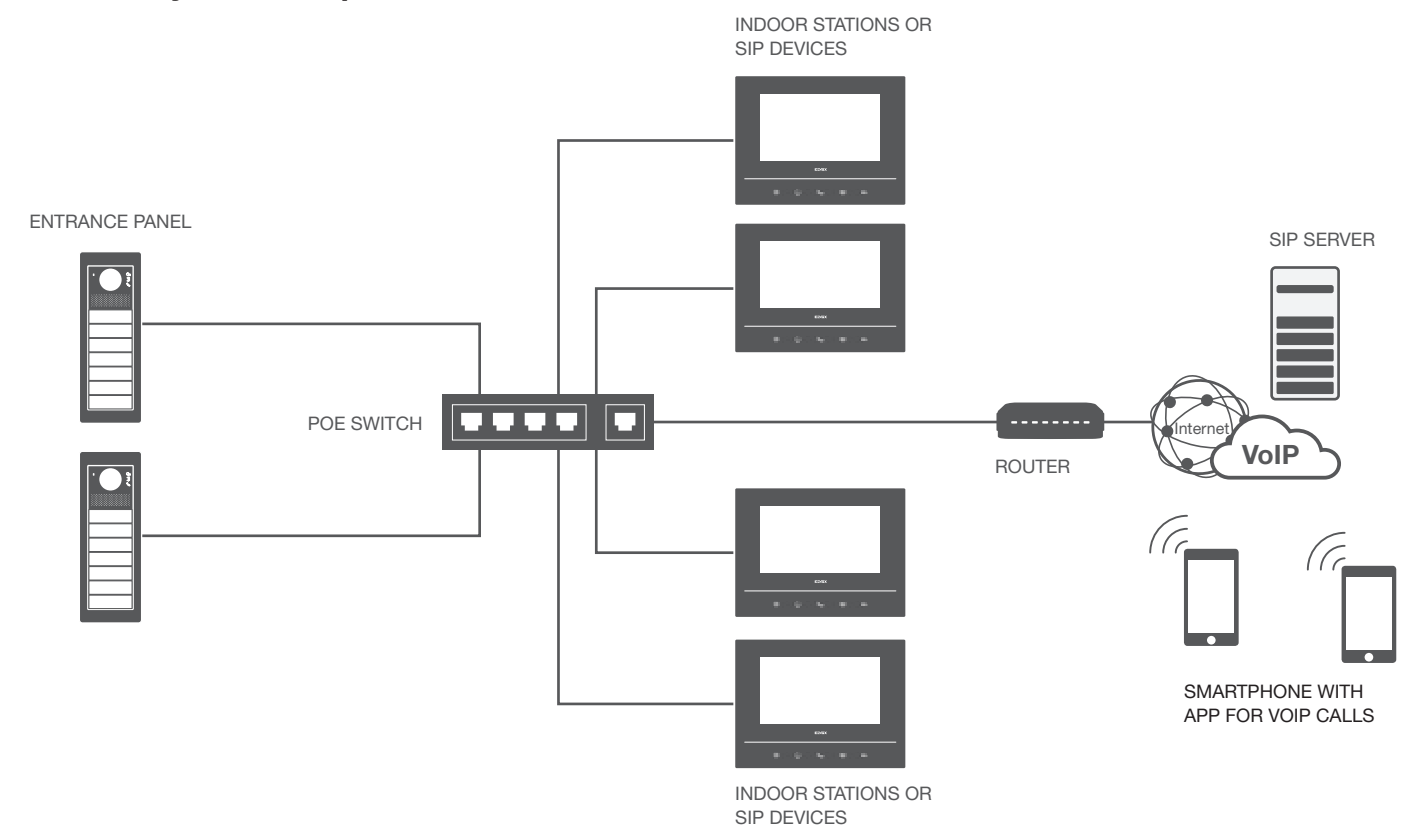 INDOOR STATIONS OR
SIP DEVICES
ENTRANCE PANEL
SIP SERVER
POE SWITCH
Internet
VoIP
ROUTER
SMARTPHONE WITH
APP FOR VOIP CALLS
INDOOR STATIONS OR
SIP DEVICES